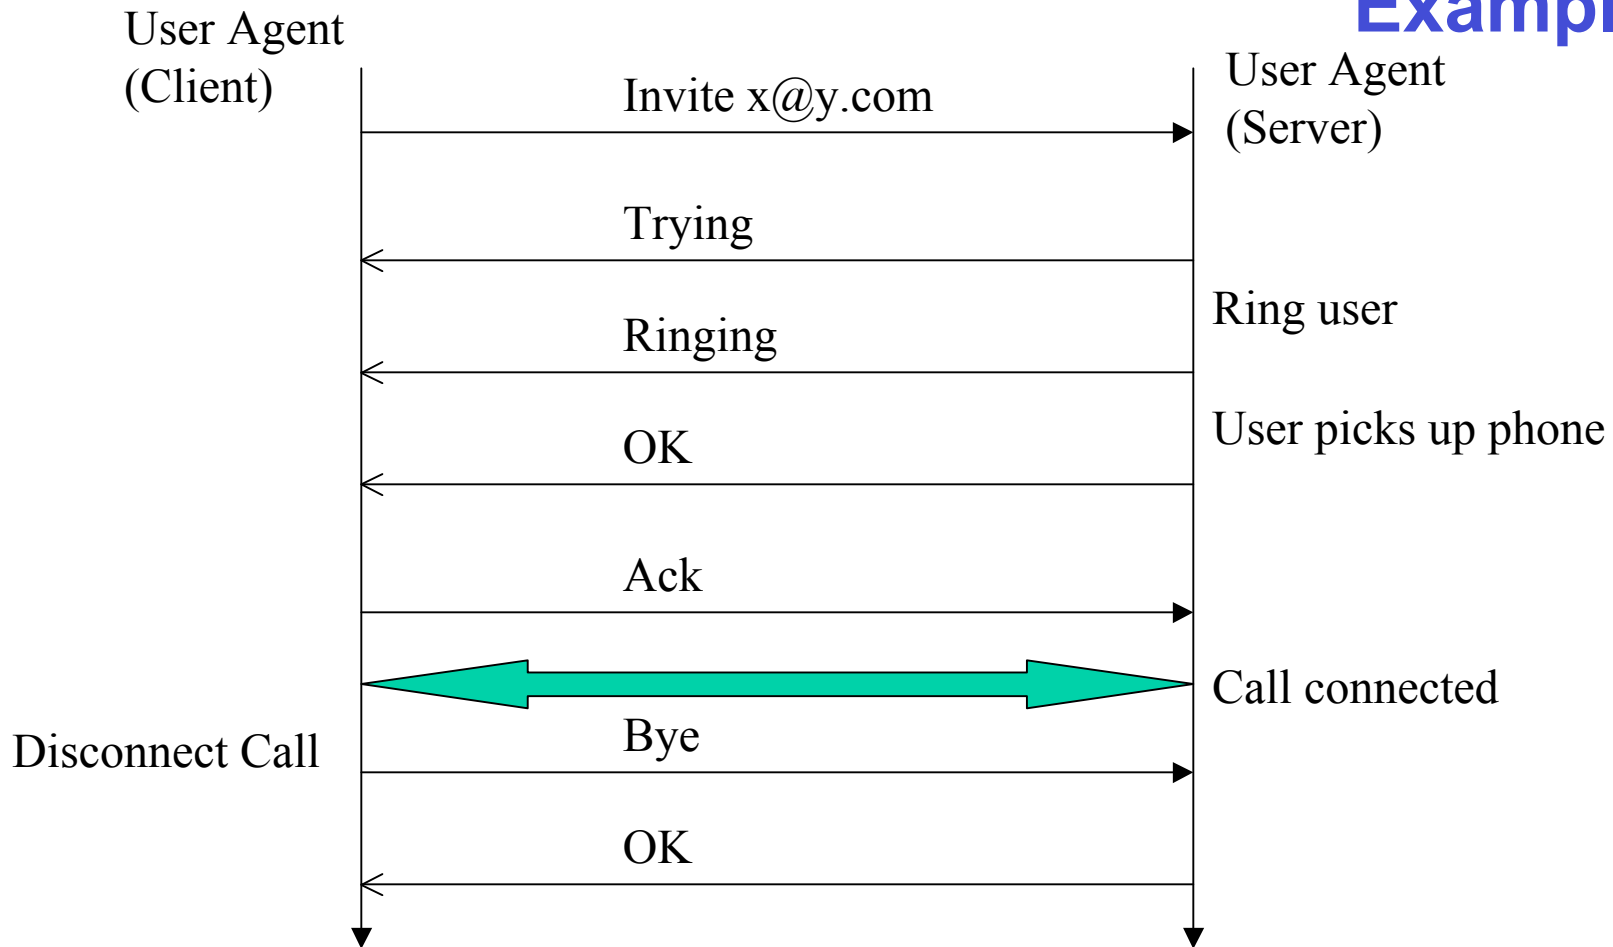 User Agent
(Client)
User Agent
(Server)
Invite x@y.com
Trying
Ring user
Ringing
User picks up phone
OK
Ack
Call connected
Bye
Disconnect Call
OK